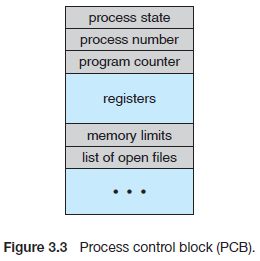 process state
process number
program counter
registers
memory limits
list of open files
• • •
Figure 3.3 Process control block (PCB).